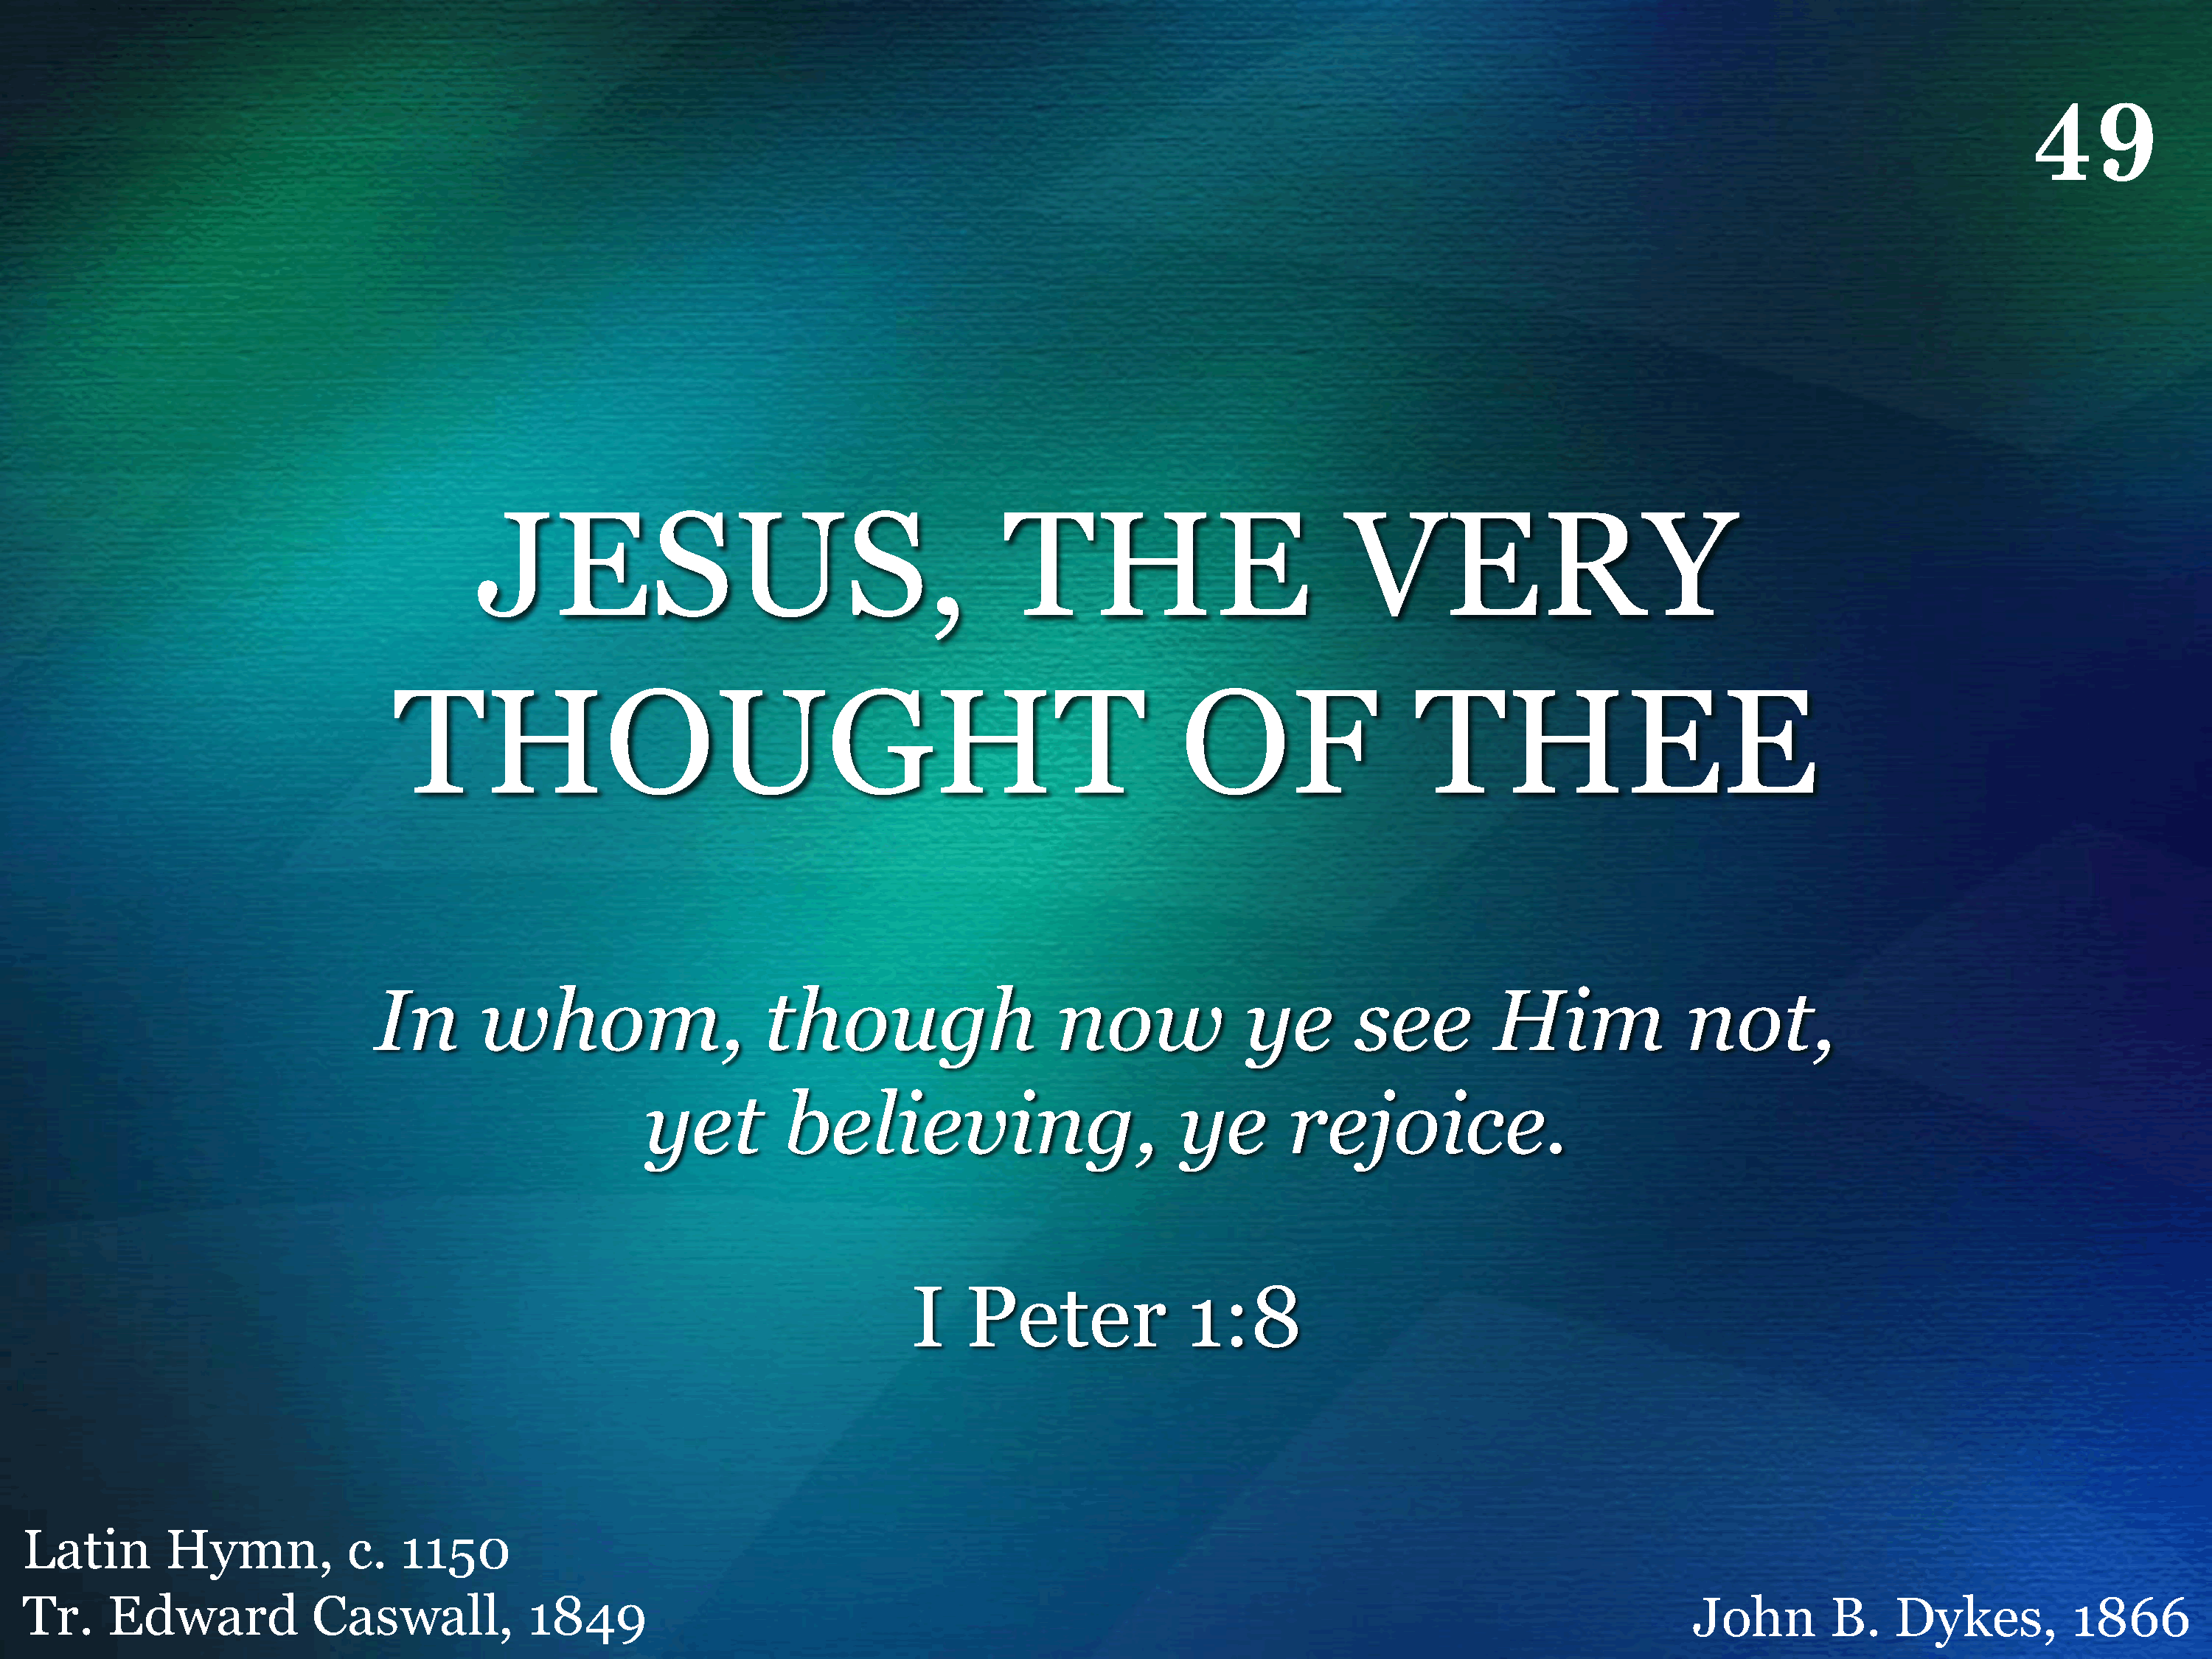 49
JESUS, THE VERY
THOUGHT OF THEE
In whom, though now ye see Him not,
yet believing, ye rejoice.
I Peter 1:8
Latin Hymn, c. 1150
Tr. Edward Caswall, 1849
John B. Dykes, 1866